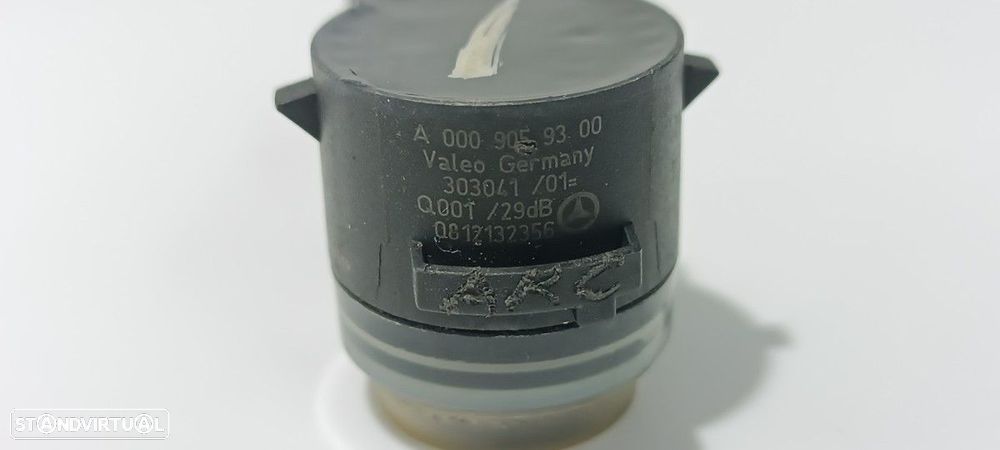 A 000 905 93 00
Valeo Germany
303041 /01=
Q001 /29dB
0812132356
ARC
STANDVIRTUAL